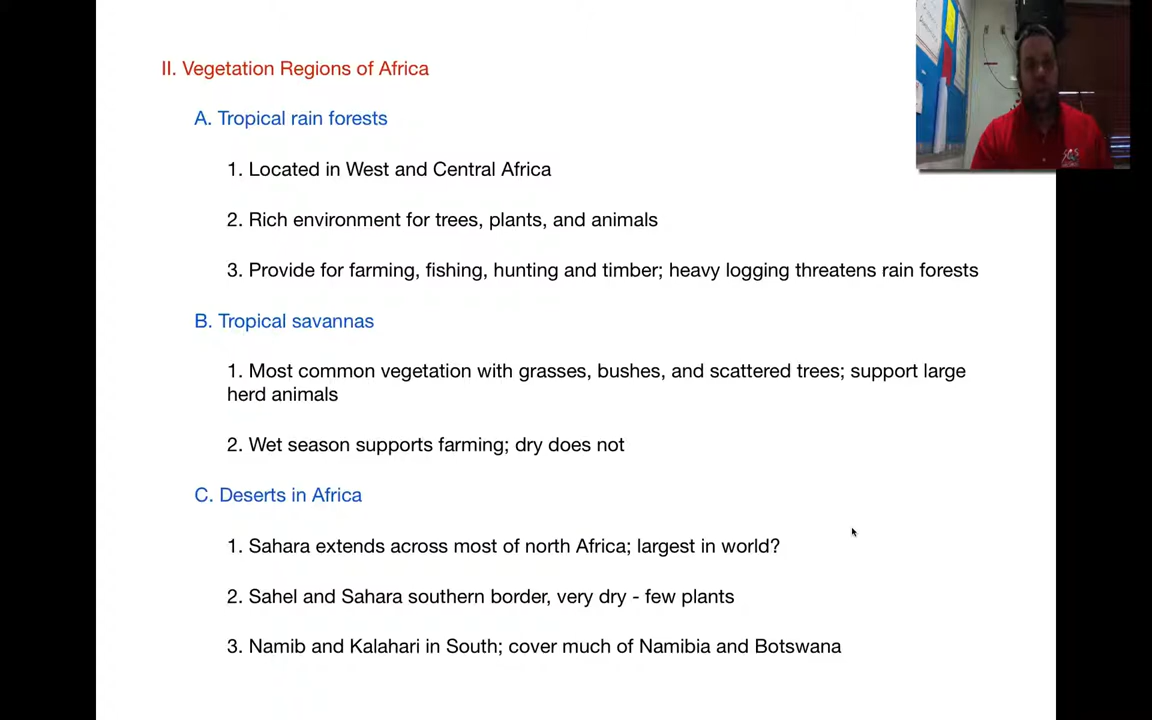 II. Vegetation Regions of Africa
A. Tropical rain forests
1. Located in West and Central Africa
2. Rich environment for trees, plants, and animals
3. Provide for farming, fishing, hunting and timber; heavy logging threatens rain forests
B. Tropical savannas
1. Most common vegetation with grasses, bushes, and scattered trees; support large
herd animals
2. Wet season supports farming; dry does not
C. Deserts in Africa
1. Sahara extends across most of north Africa; largest in world?
2. Sahel and Sahara southern border, very dry - few plants
3. Namib and Kalahari in South; cover much of Namibia and Botswana